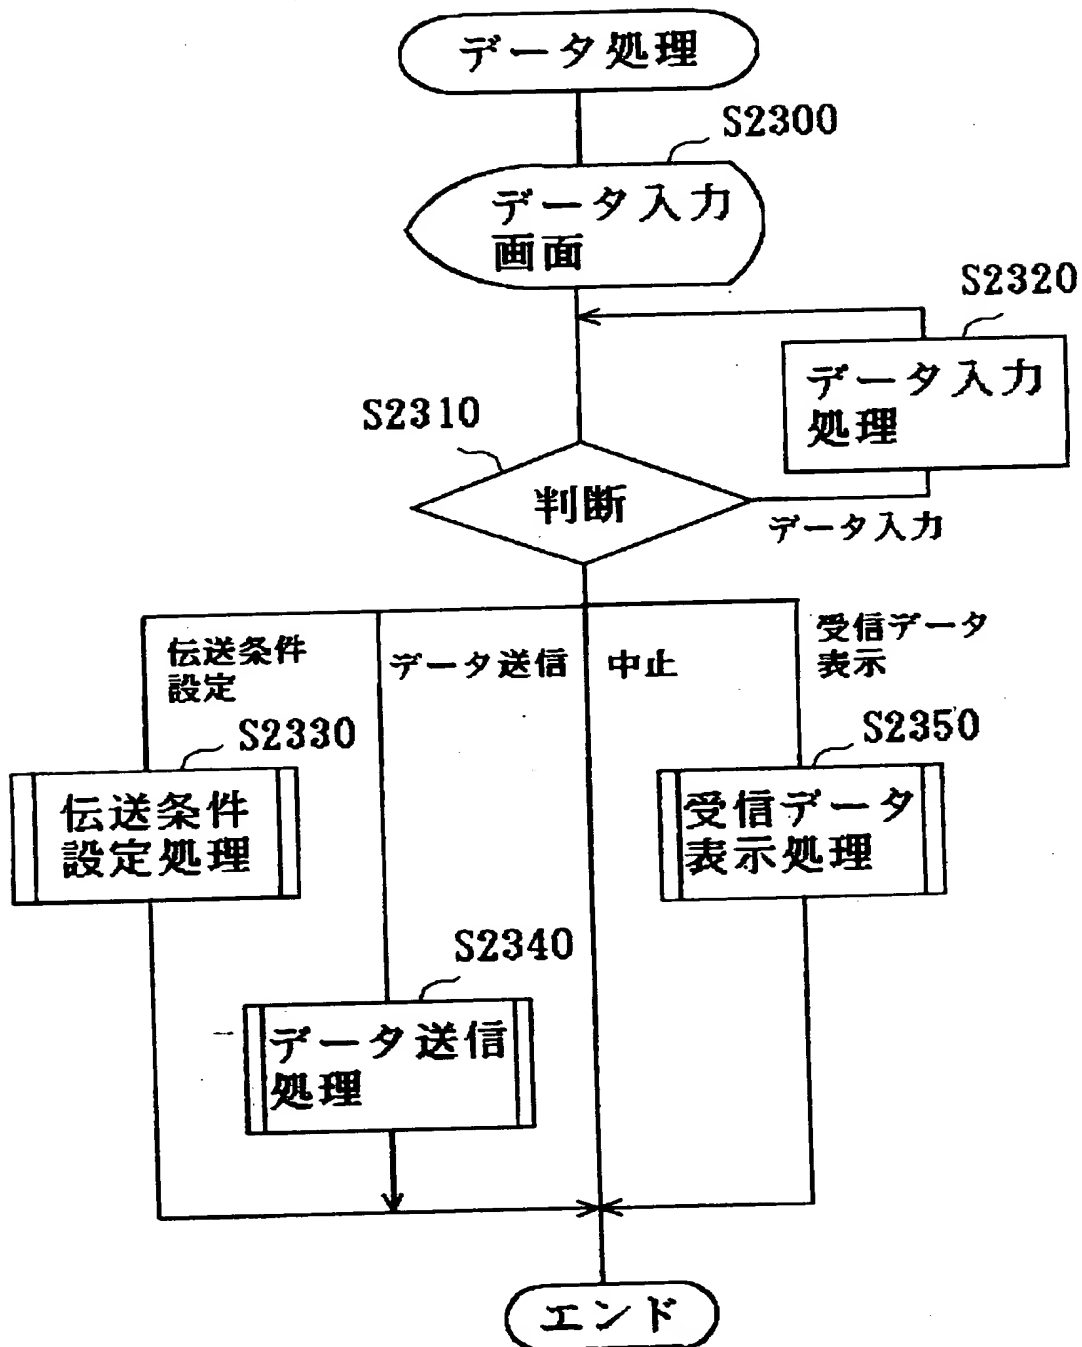 データ処理
S2300
データ入力
画面
S2320
データ入力
処理
S2310
判断
データ入力
伝送条件
設定
データ送信
中止
受信データ
表示
S2330
伝送条件
設定処理
S2350
受信データ
表示処理
S2340
データ送信
処理
エンド